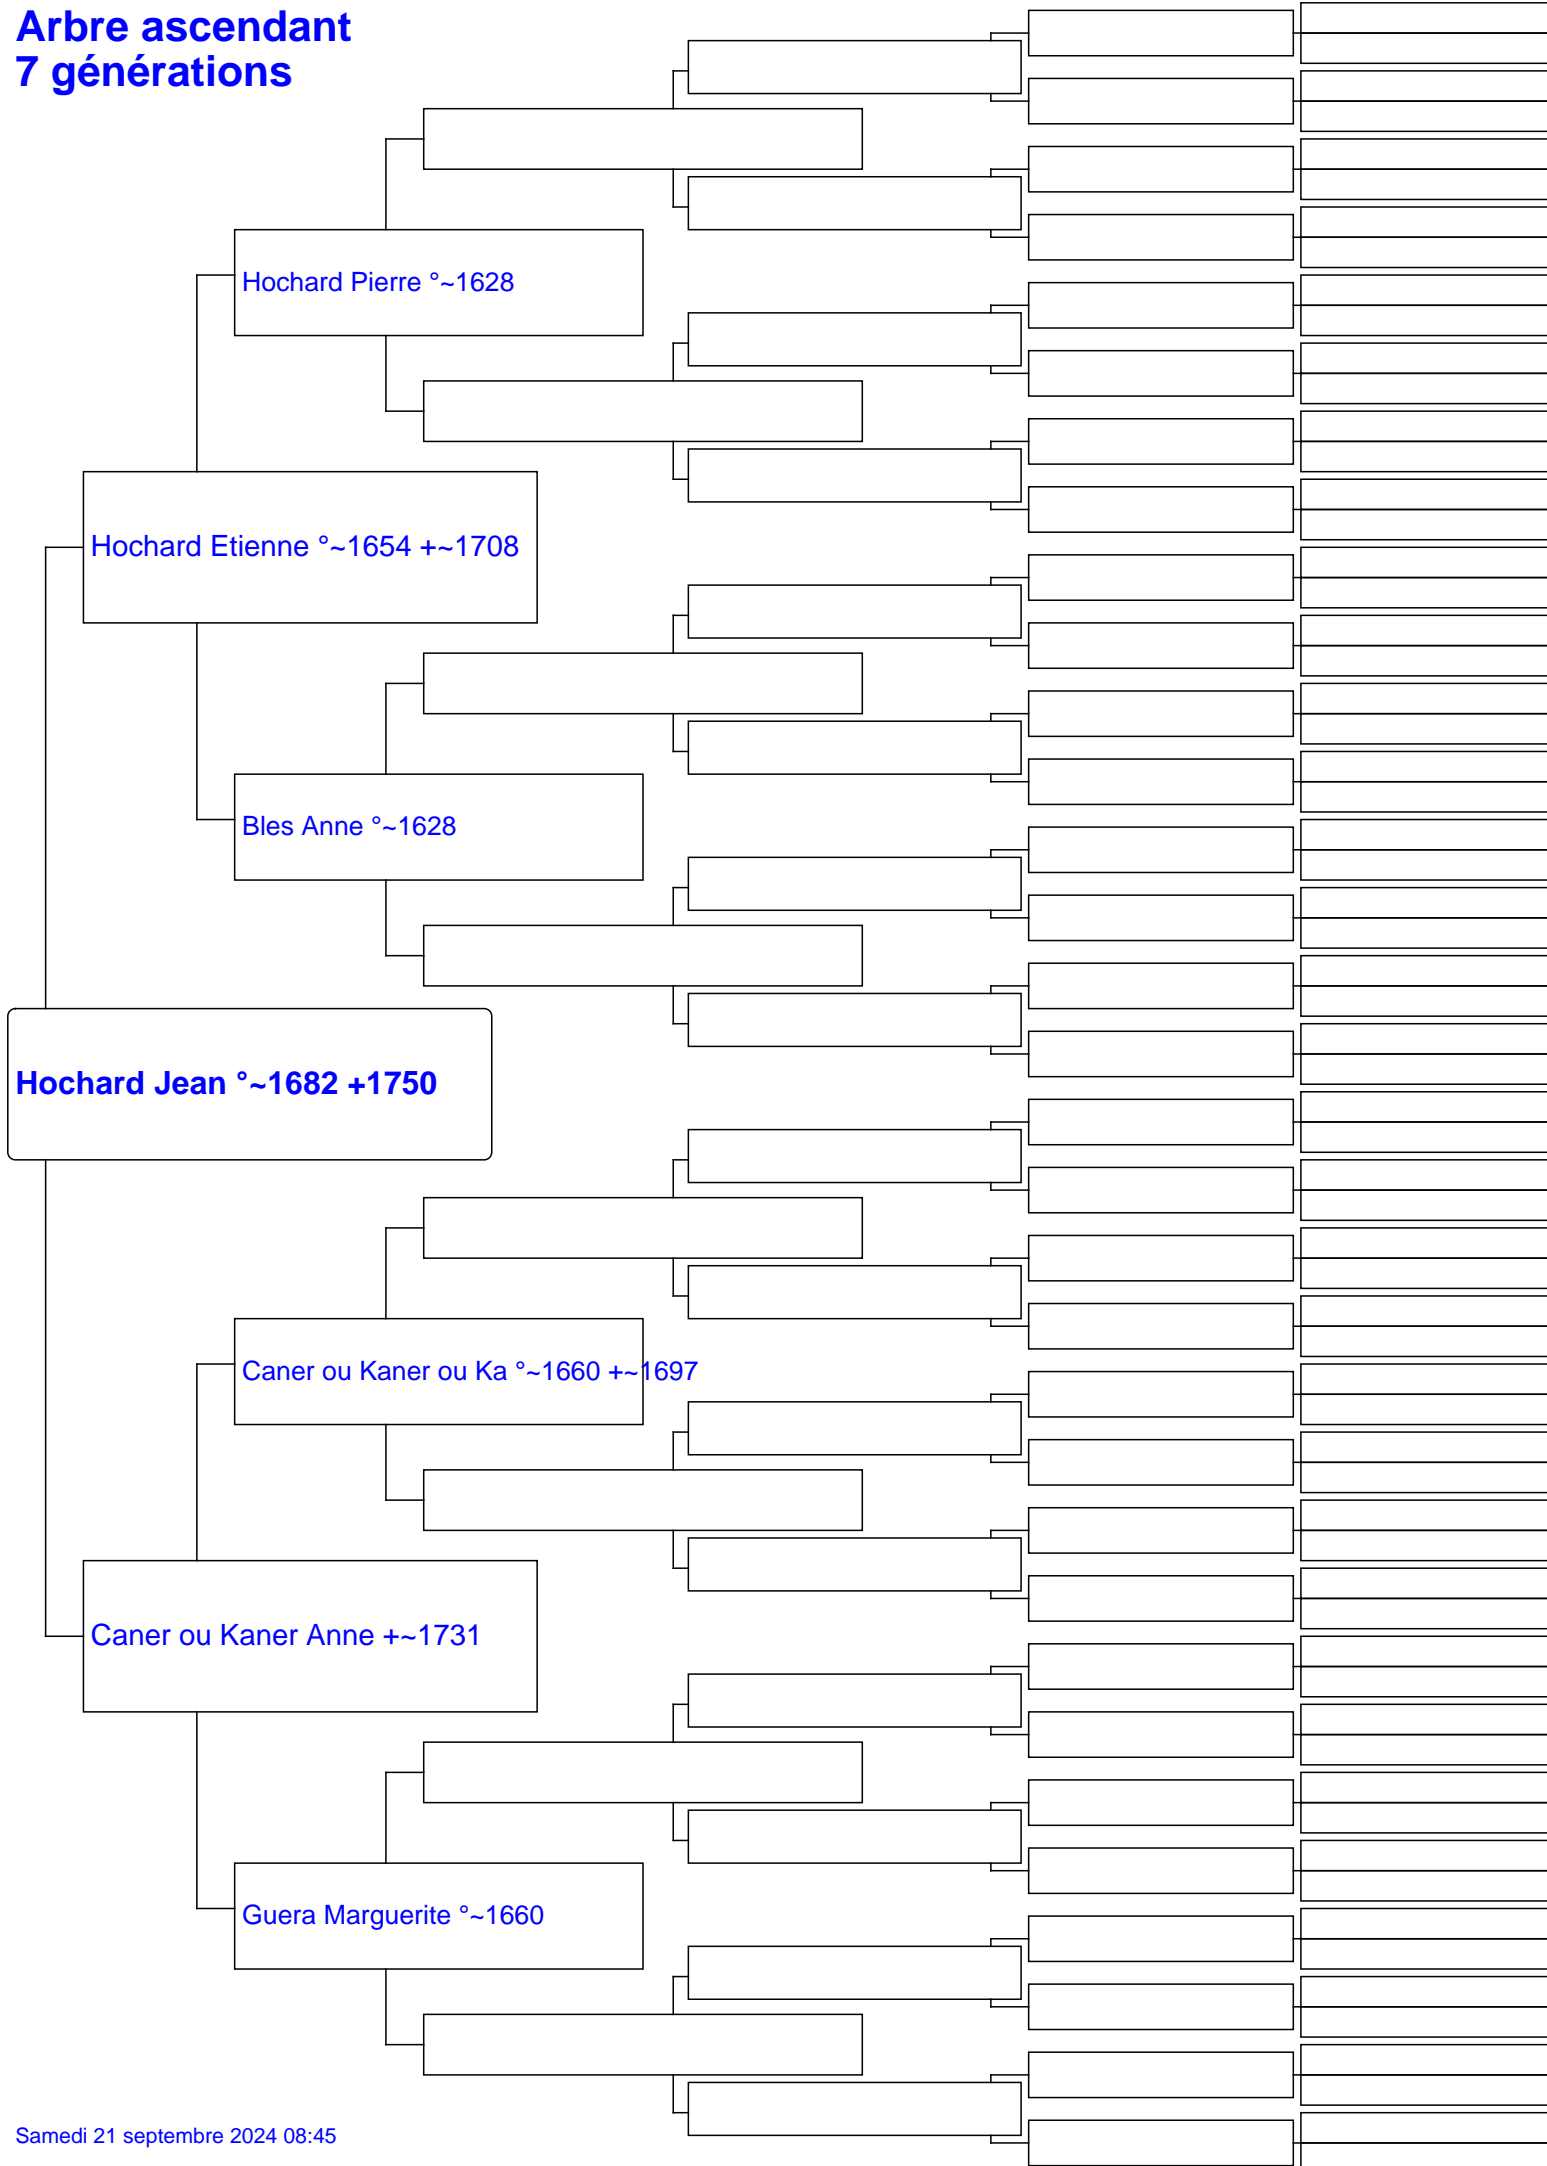 Arbre ascendant
7 générations
Hochard Pierre °~1628
Hochard Etienne °~1654 +~1708
Bles Anne °~1628
Hochard Jean °~1682 +1750
Caner ou Kaner ou Ka °~1660 +~1697
Caner ou Kaner Anne +~1731
Guera Marguerite °~1660
Samedi 21 septembre 2024 08:45